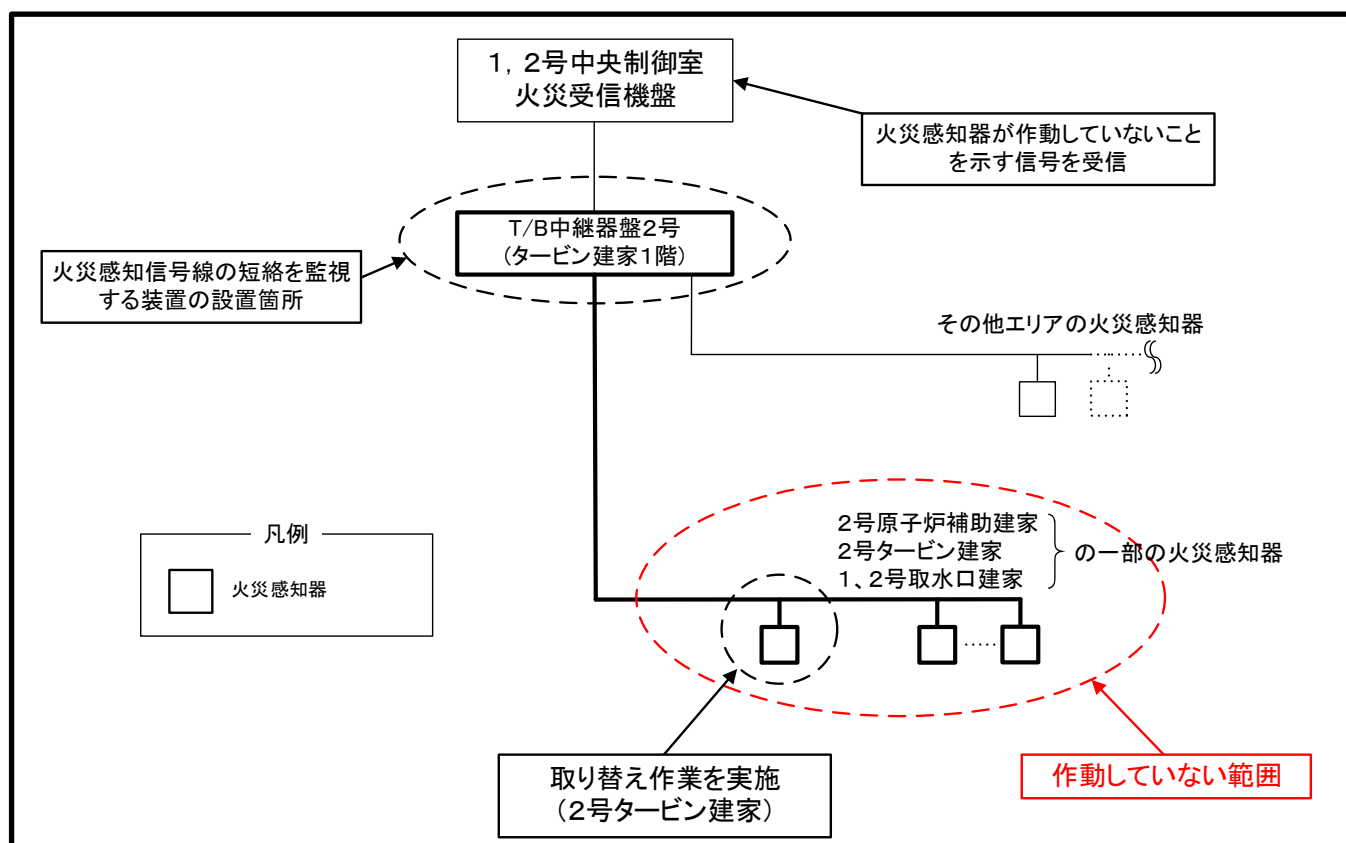 1，2号中央制御室
火災受信機盤
火災感知器が作動していないこと
を示す信号を受信
T/B中継器盤2号
(タービン建家1階)
火災感知信号線の短絡を監視
する装置の設置箇所
その他エリアの火災感知器
凡例
火災感知器
2号原子炉補助建家
2号タービン建家
1、2号取水口建家
の一部の火災感知器
取り替え作業を実施
(2号タービン建家)
作動していない範囲